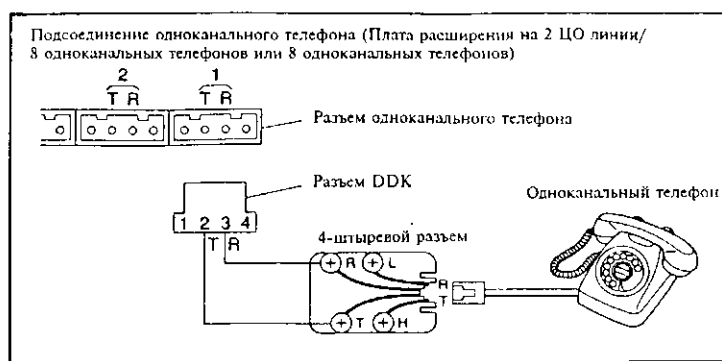 Подсоединение одноканального телефона (Плата расширения на 2 ЦО линии/
8 одноканальных телефонов или 8 одноканальных телефонов)
2 1
T R T R
Разъем одноканального телефона
Разъем DDK
Одноканальный телефон
1 2 3 4
T R
4-штыревой разъем
R L
R
T
T H